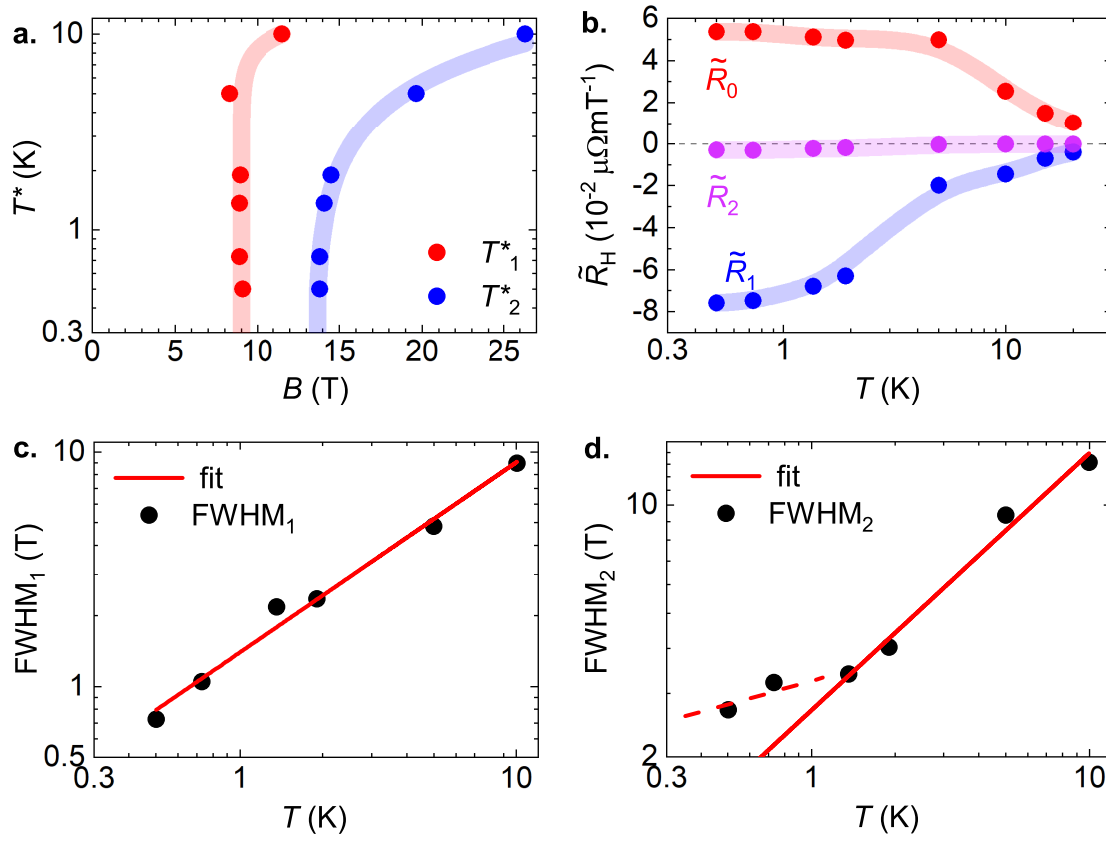 a.
10
1
0.3
T* (K)
T*₁
T*₂
0 5 10 15 20 25
B (T)
b.
6
4
2
0
-2
-4
-6
-8
R̃_H (10⁻² μΩmT⁻¹)
R̃₀
R̃₂
R̃₁
0.3 1 10
T (K)
c.
10
1
0.5
FWHM₁ (T)
fit
FWHM₁
0.3 1 10
T (K)
d.
10
2
FWHM₂ (T)
fit
FWHM₂
0.3 1 10
T (K)